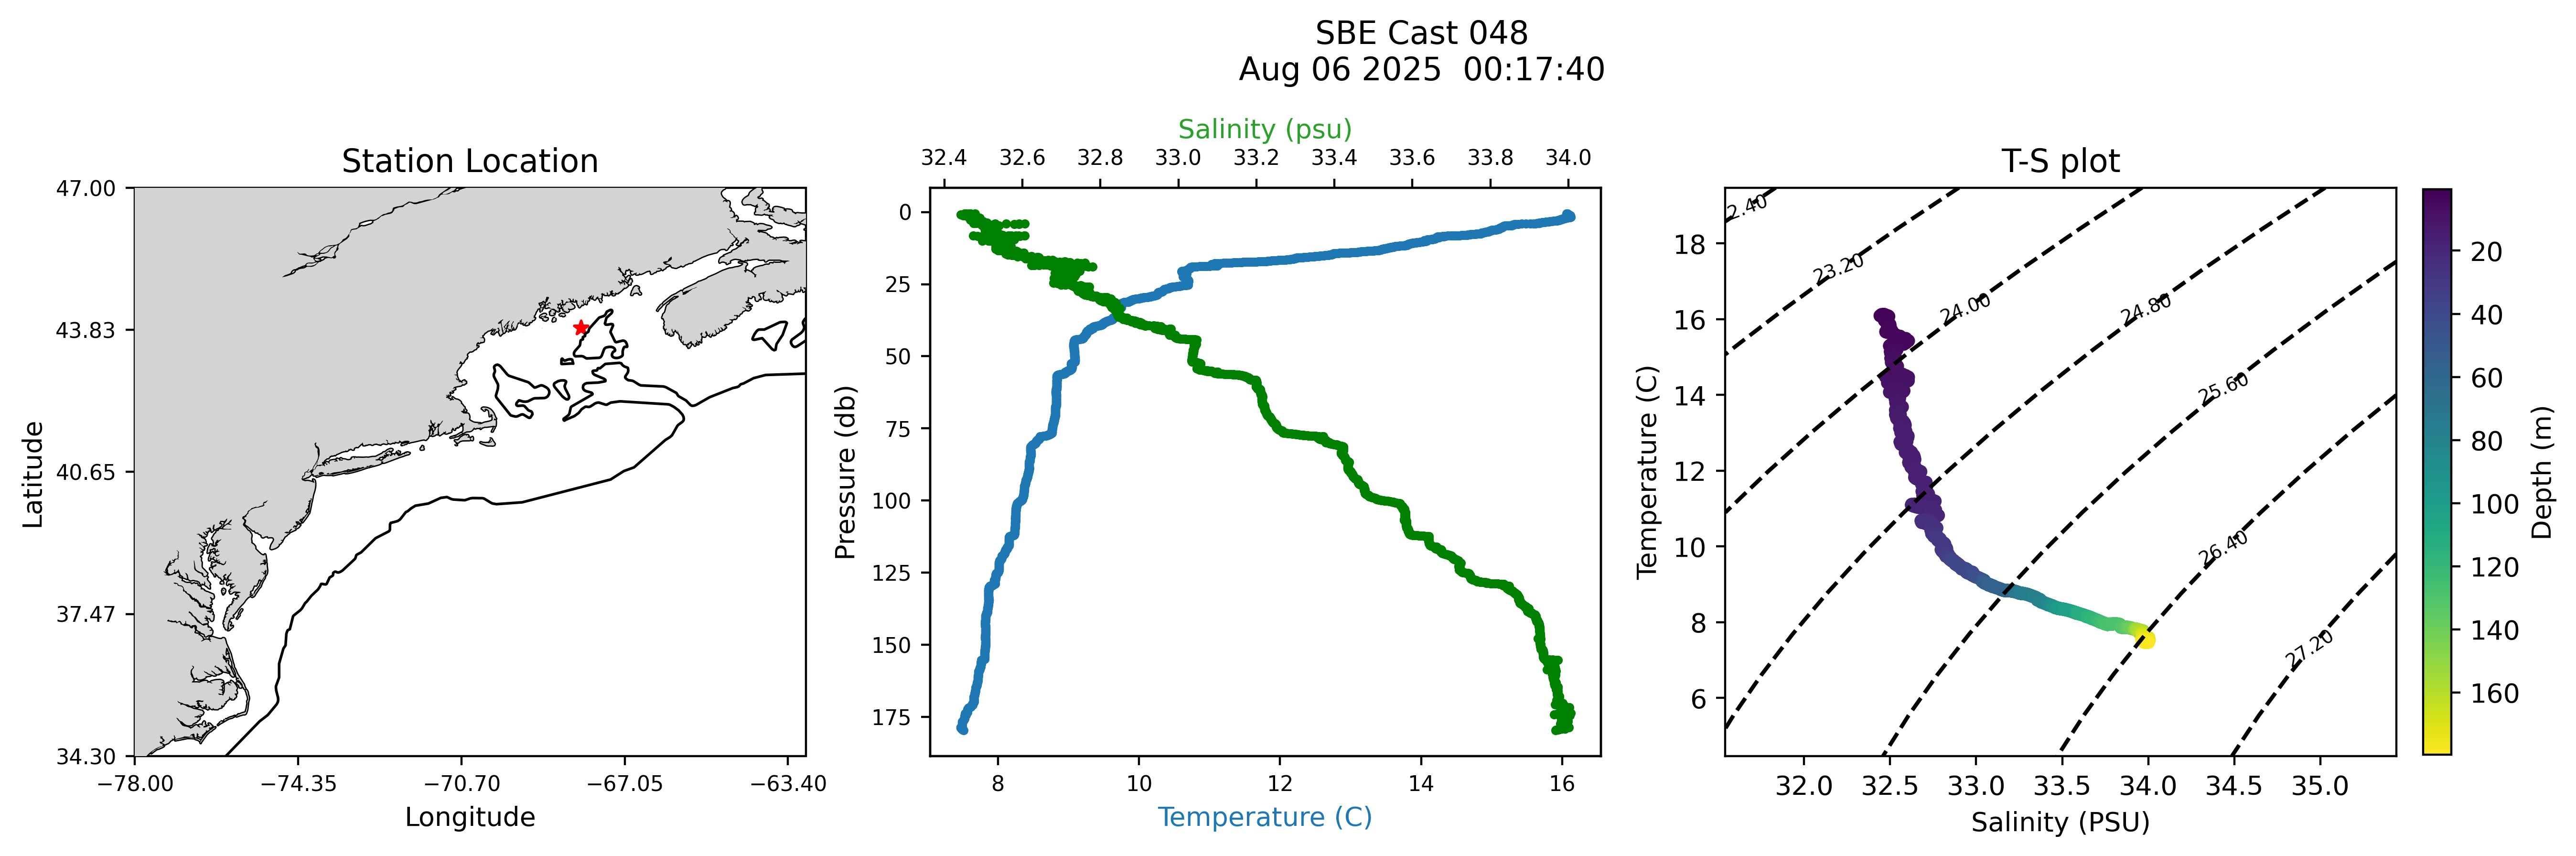 SBE Cast 048
Aug 06 2025  00:17:40
Station Location
47.00
43.83
40.65
37.47
34.30
Latitude
−78.00 −74.35 −70.70 −67.05 −63.40
Longitude
Salinity (psu)
32.4 32.6 32.8 33.0 33.2 33.4 33.6 33.8 34.0
0
25
50
75
100
125
150
175
Pressure (db)
8 10 12 14 16
Temperature (C)
T-S plot
18
16
14
12
10
8
6
Temperature (C)
2.40
23.20
24.00
24.80
25.60
26.40
27.20
32.0 32.5 33.0 33.5 34.0 34.5 35.0
Salinity (PSU)
20
40
60
80
100
120
140
160
Depth (m)